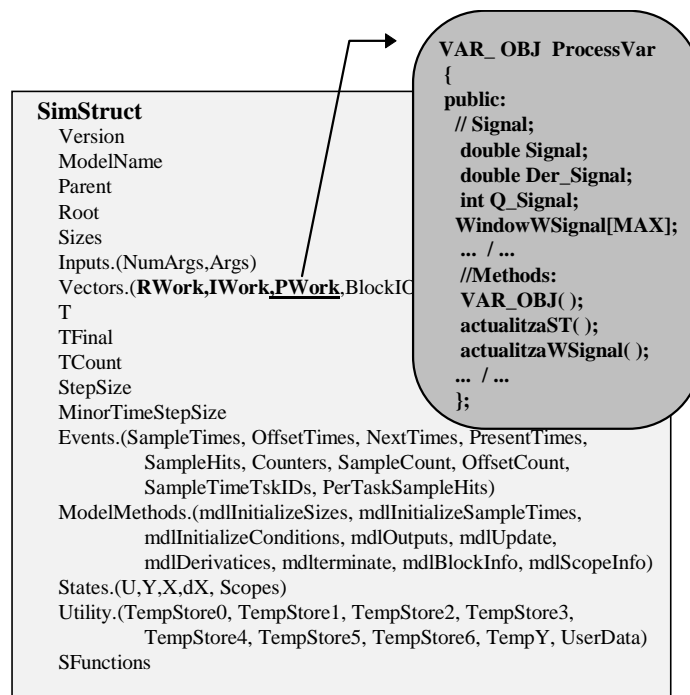 VAR_ OBJ ProcessVar
{
public:
// Signal;
double Signal;
double Der_Signal;
int Q_Signal;
WindowWSignal[MAX];
... / ...
//Methods:
VAR_OBJ( );
actualitzaST( );
actualitzaWSignal( );
... / ...
};
SimStruct
Version
ModelName
Parent
Root
Sizes
Inputs.(NumArgs,Args)
Vectors.(RWork,IWork,PWork,BlockIO
T
TFinal
TCount
StepSize
MinorTimeStepSize
Events.(SampleTimes, OffsetTimes, NextTimes, PresentTimes,
SampleHits, Counters, SampleCount, OffsetCount,
SampleTimeTskIDs, PerTaskSampleHits)
ModelMethods.(mdlInitializeSizes, mdlInitializeSampleTimes,
mdlInitializeConditions, mdlOutputs, mdlUpdate,
mdlDerivatices, mdlterminate, mdlBlockInfo, mdlScopeInfo)
States.(U,Y,X,dX, Scopes)
Utility.(TempStore0, TempStore1, TempStore2, TempStore3,
TempStore4, TempStore5, TempStore6, TempY, UserData)
SFunctions